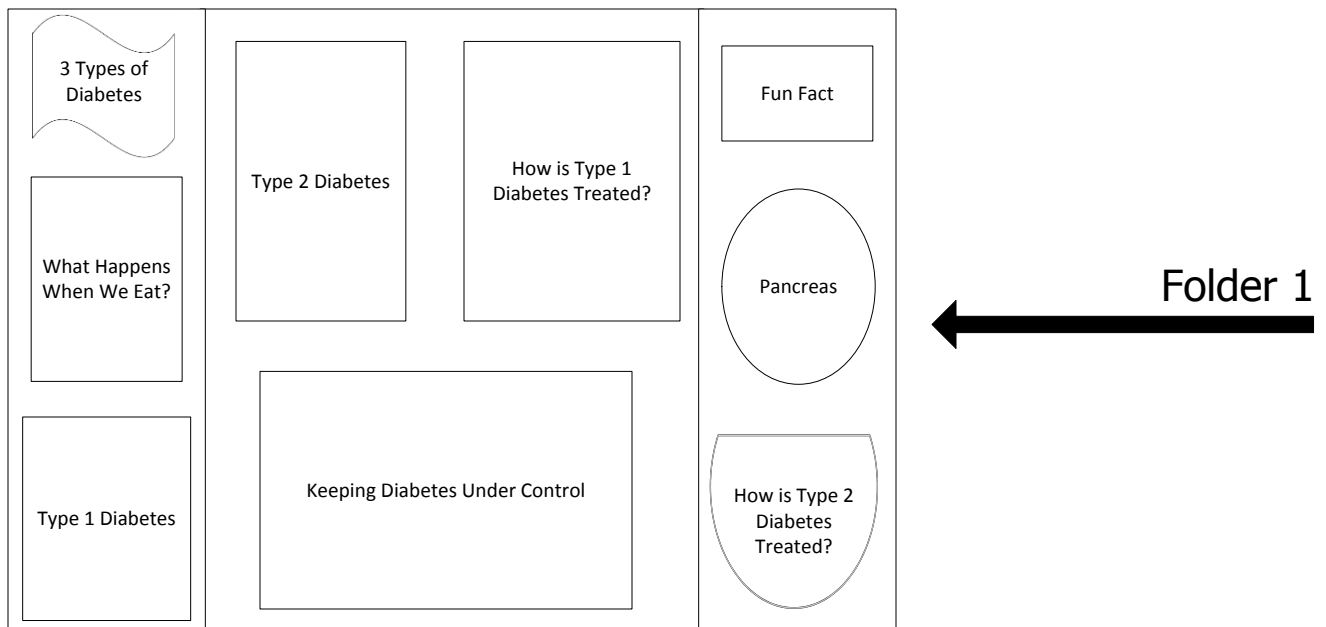 3 Types of
Diabetes
What Happens
When We Eat?
Type 1 Diabetes
Type 2 Diabetes
How is Type 1
Diabetes Treated?
Keeping Diabetes Under Control
Fun Fact
Pancreas
How is Type 2
Diabetes
Treated?
Folder 1